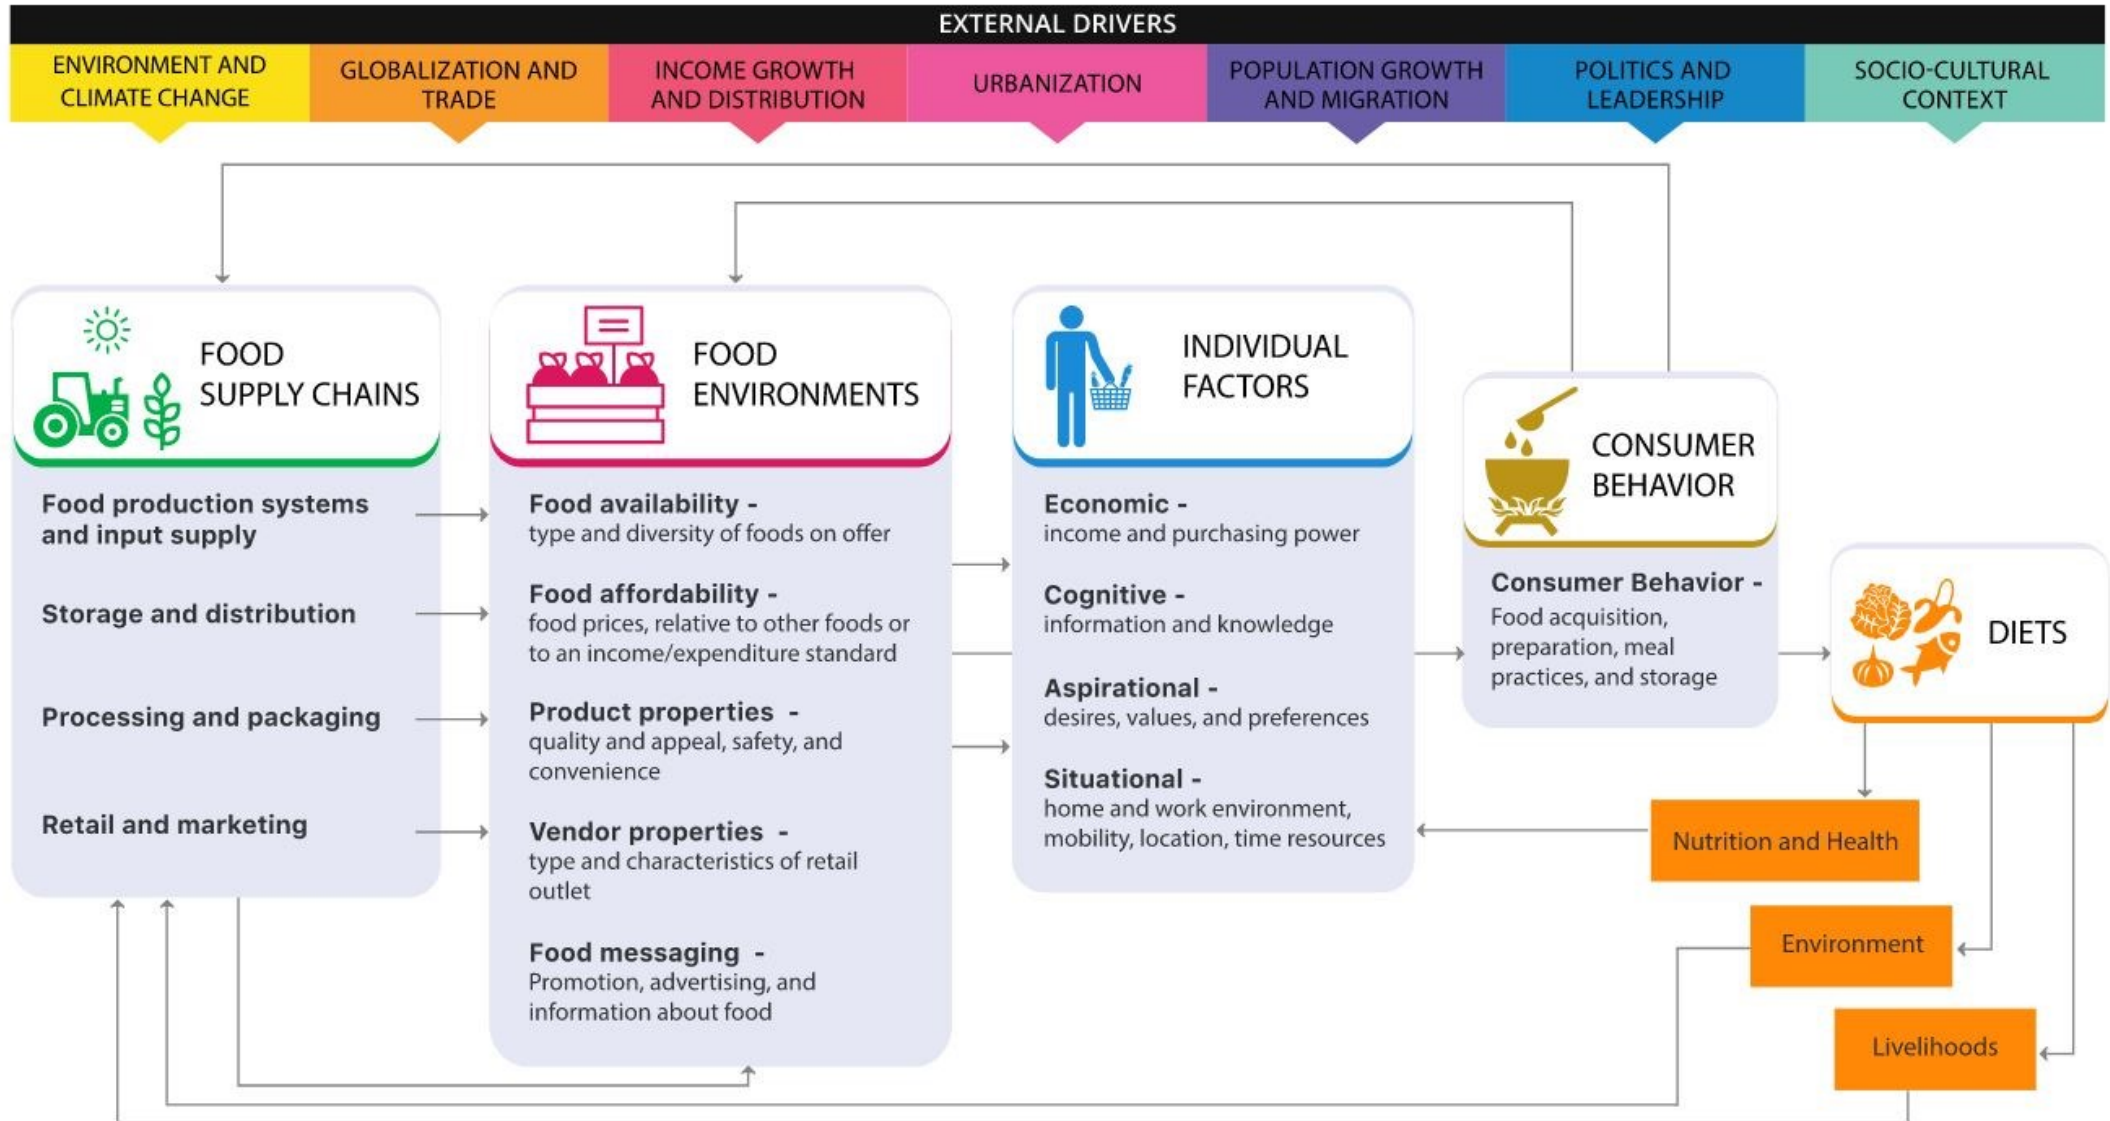 EXTERNAL DRIVERS
ENVIRONMENT AND
CLIMATE CHANGE
GLOBALIZATION AND
TRADE
INCOME GROWTH
AND DISTRIBUTION
URBANIZATION
POPULATION GROWTH
AND MIGRATION
POLITICS AND
LEADERSHIP
SOCIO-CULTURAL
CONTEXT
FOOD
SUPPLY CHAINS
Food production systems
and input supply
Storage and distribution
Processing and packaging
Retail and marketing
FOOD
ENVIRONMENTS
Food availability -
type and diversity of foods on offer
Food affordability -
food prices, relative to other foods or
to an income/expenditure standard
Product properties -
quality and appeal, safety, and
convenience
Vendor properties -
type and characteristics of retail
outlet
Food messaging -
Promotion, advertising, and
information about food
INDIVIDUAL
FACTORS
Economic -
income and purchasing power
Cognitive -
information and knowledge
Aspirational -
desires, values, and preferences
Situational -
home and work environment,
mobility, location, time resources
CONSUMER
BEHAVIOR
Consumer Behavior -
Food acquisition,
preparation, meal
practices, and storage
DIETS
Nutrition and Health
Environment
Livelihoods